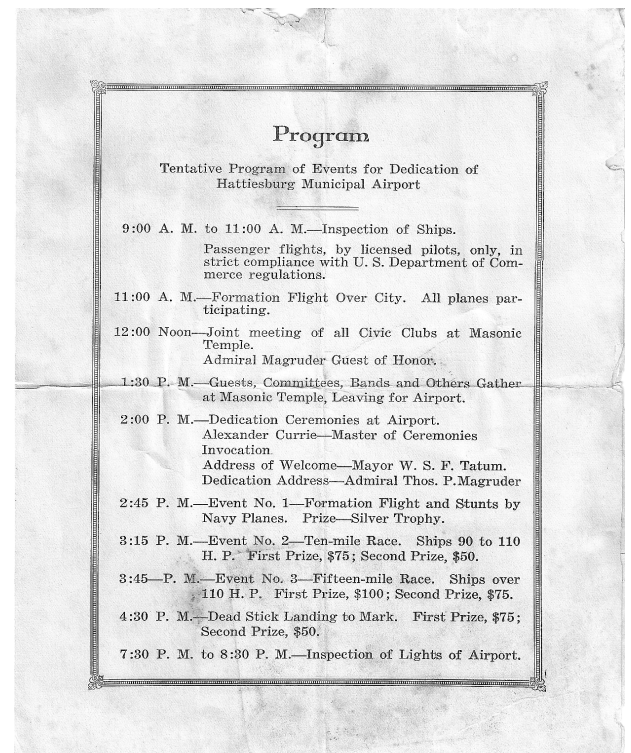 Program
Tentative Program of Events for Dedication of
Hattiesburg Municipal Airport
9:00 A. M. to 11:00 A. M.—Inspection of Ships.
Passenger flights, by licensed pilots, only, in
strict compliance with U. S. Department of Com-
merce regulations.
11:00 A. M.—Formation Flight Over City. All planes par-
ticipating.
12:00 Noon—Joint meeting of all Civic Clubs at Masonic
Temple.
Admiral Magruder Guest of Honor.
1:30 P. M.—Guests, Committees, Bands and Others Gather
at Masonic Temple, Leaving for Airport.
2:00 P. M.—Dedication Ceremonies at Airport.
Alexander Currie—Master of Ceremonies
Invocation
Address of Welcome—Mayor W. S. F. Tatum.
Dedication Address—Admiral Thos. P.Magruder
2:45 P. M.—Event No. 1—Formation Flight and Stunts by
Navy Planes. Prize—Silver Trophy.
3:15 P. M.—Event No. 2—Ten-mile Race. Ships 90 to 110
H. P. First Prize, $75; Second Prize, $50.
3:45—P. M.—Event No. 3—Fifteen-mile Race. Ships over
110 H. P. First Prize, $100; Second Prize, $75.
4:30 P. M.—Dead Stick Landing to Mark. First Prize, $75;
Second Prize, $50.
7:30 P. M. to 8:30 P. M.—Inspection of Lights of Airport.